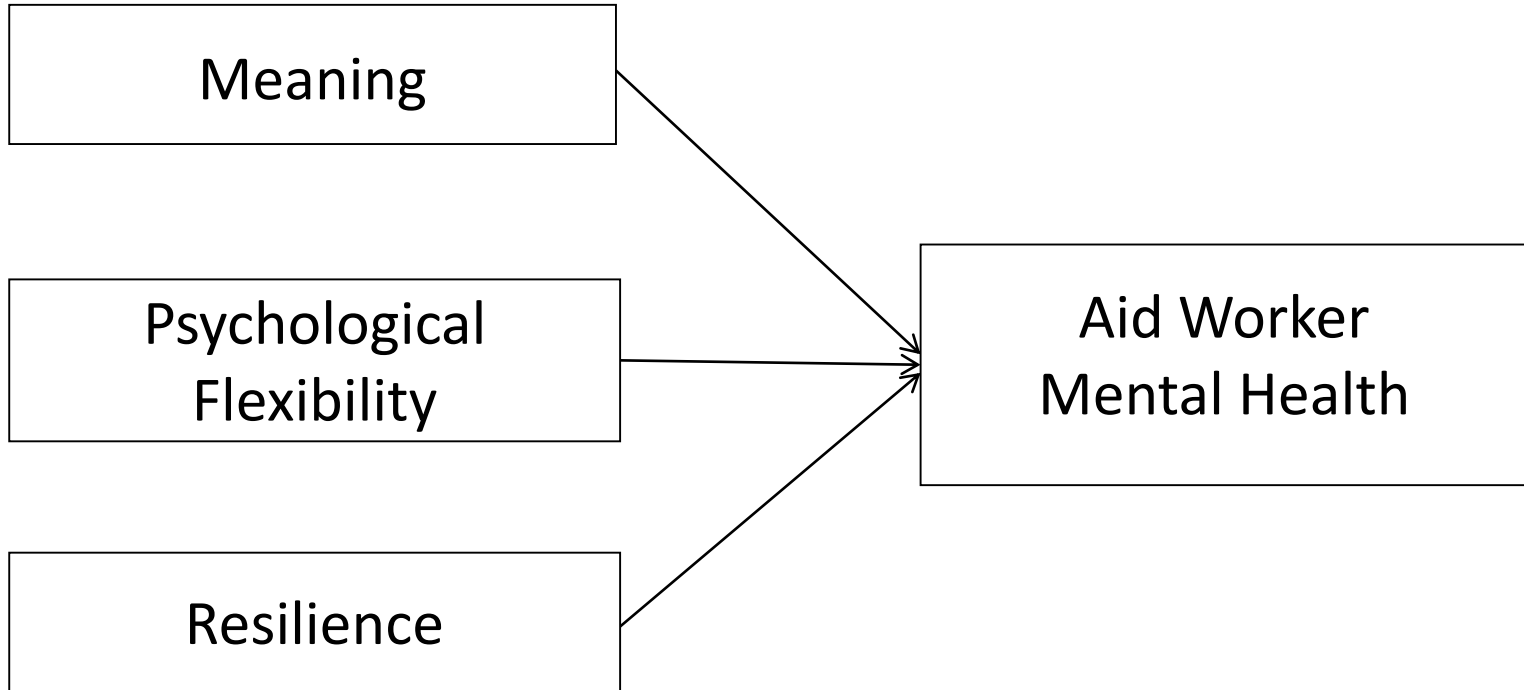 Meaning
Psychological
Flexibility
Resilience
Aid Worker
Mental Health